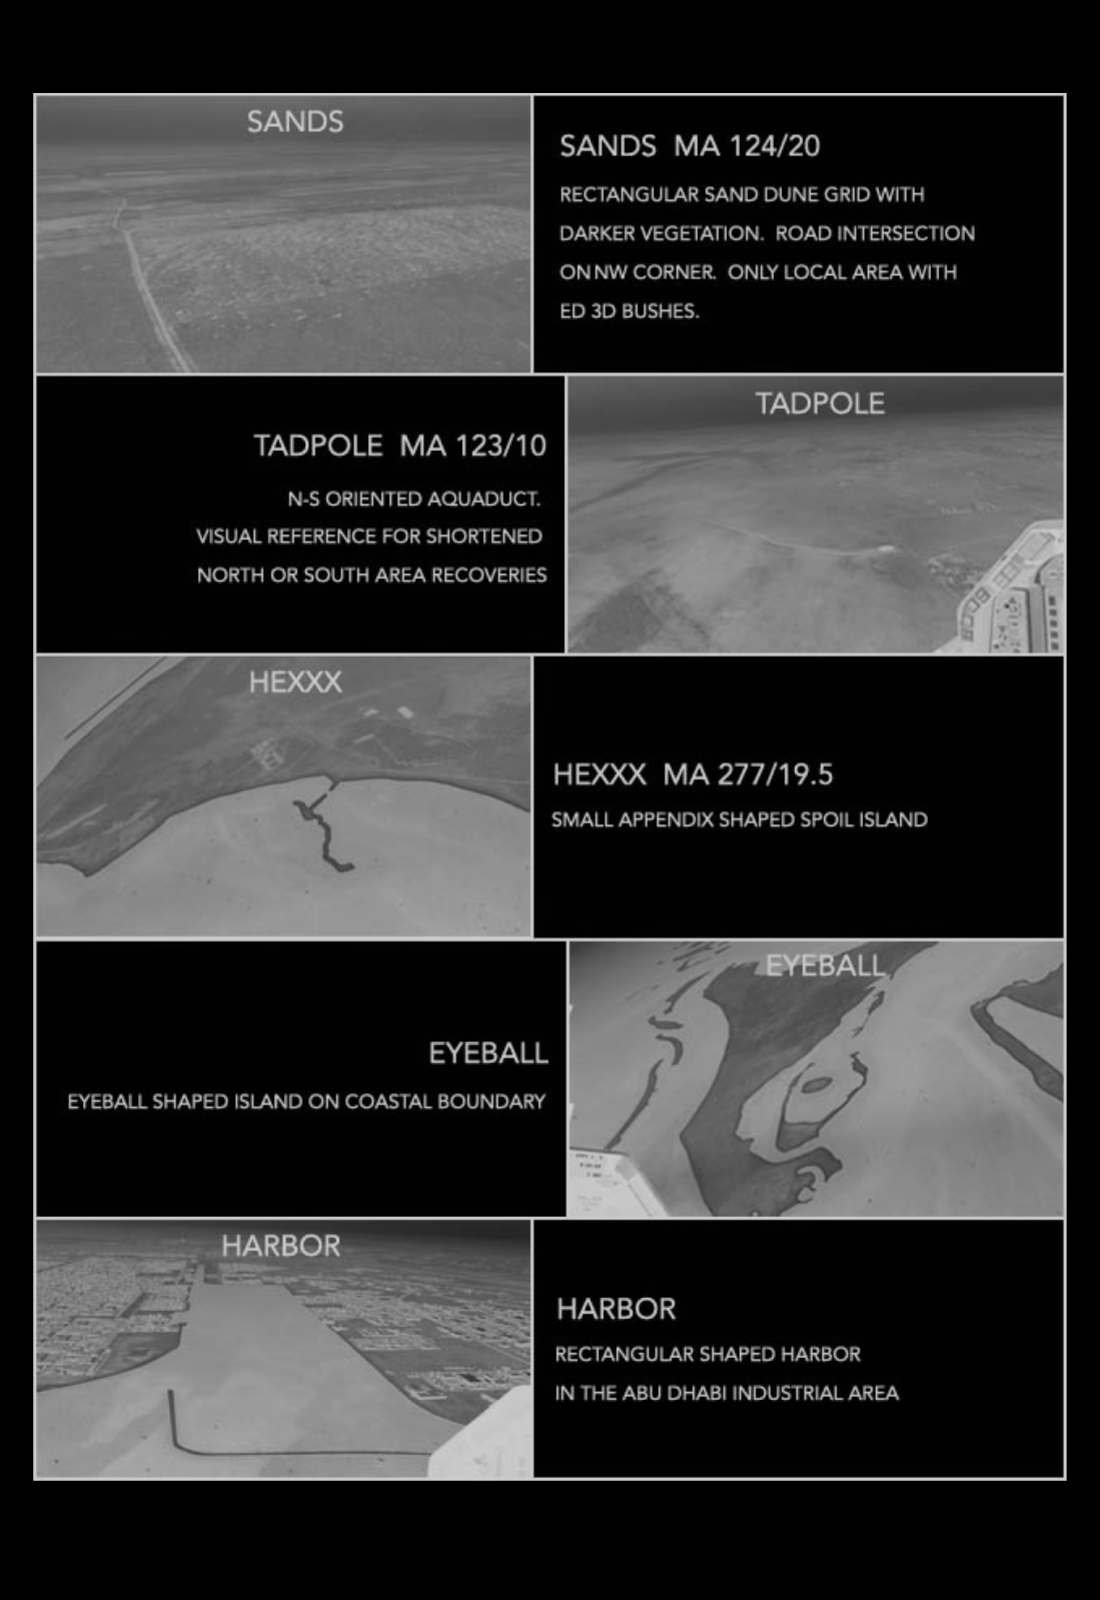 SANDS
SANDS MA 124/20
RECTANGULAR SAND DUNE GRID WITH
DARKER VEGETATION. ROAD INTERSECTION
ON NW CORNER. ONLY LOCAL AREA WITH
ED 3D BUSHES.
TADPOLE MA 123/10
N-S ORIENTED AQUADUCT.
VISUAL REFERENCE FOR SHORTENED
NORTH OR SOUTH AREA RECOVERIES
TADPOLE
HEXXX
HEXXX MA 277/19.5
SMALL APPENDIX SHAPED SPOIL ISLAND
EYEBALL
EYEBALL SHAPED ISLAND ON COASTAL BOUNDARY
EYEBALL
HARBOR
HARBOR
RECTANGULAR SHAPED HARBOR
IN THE ABU DHABI INDUSTRIAL AREA